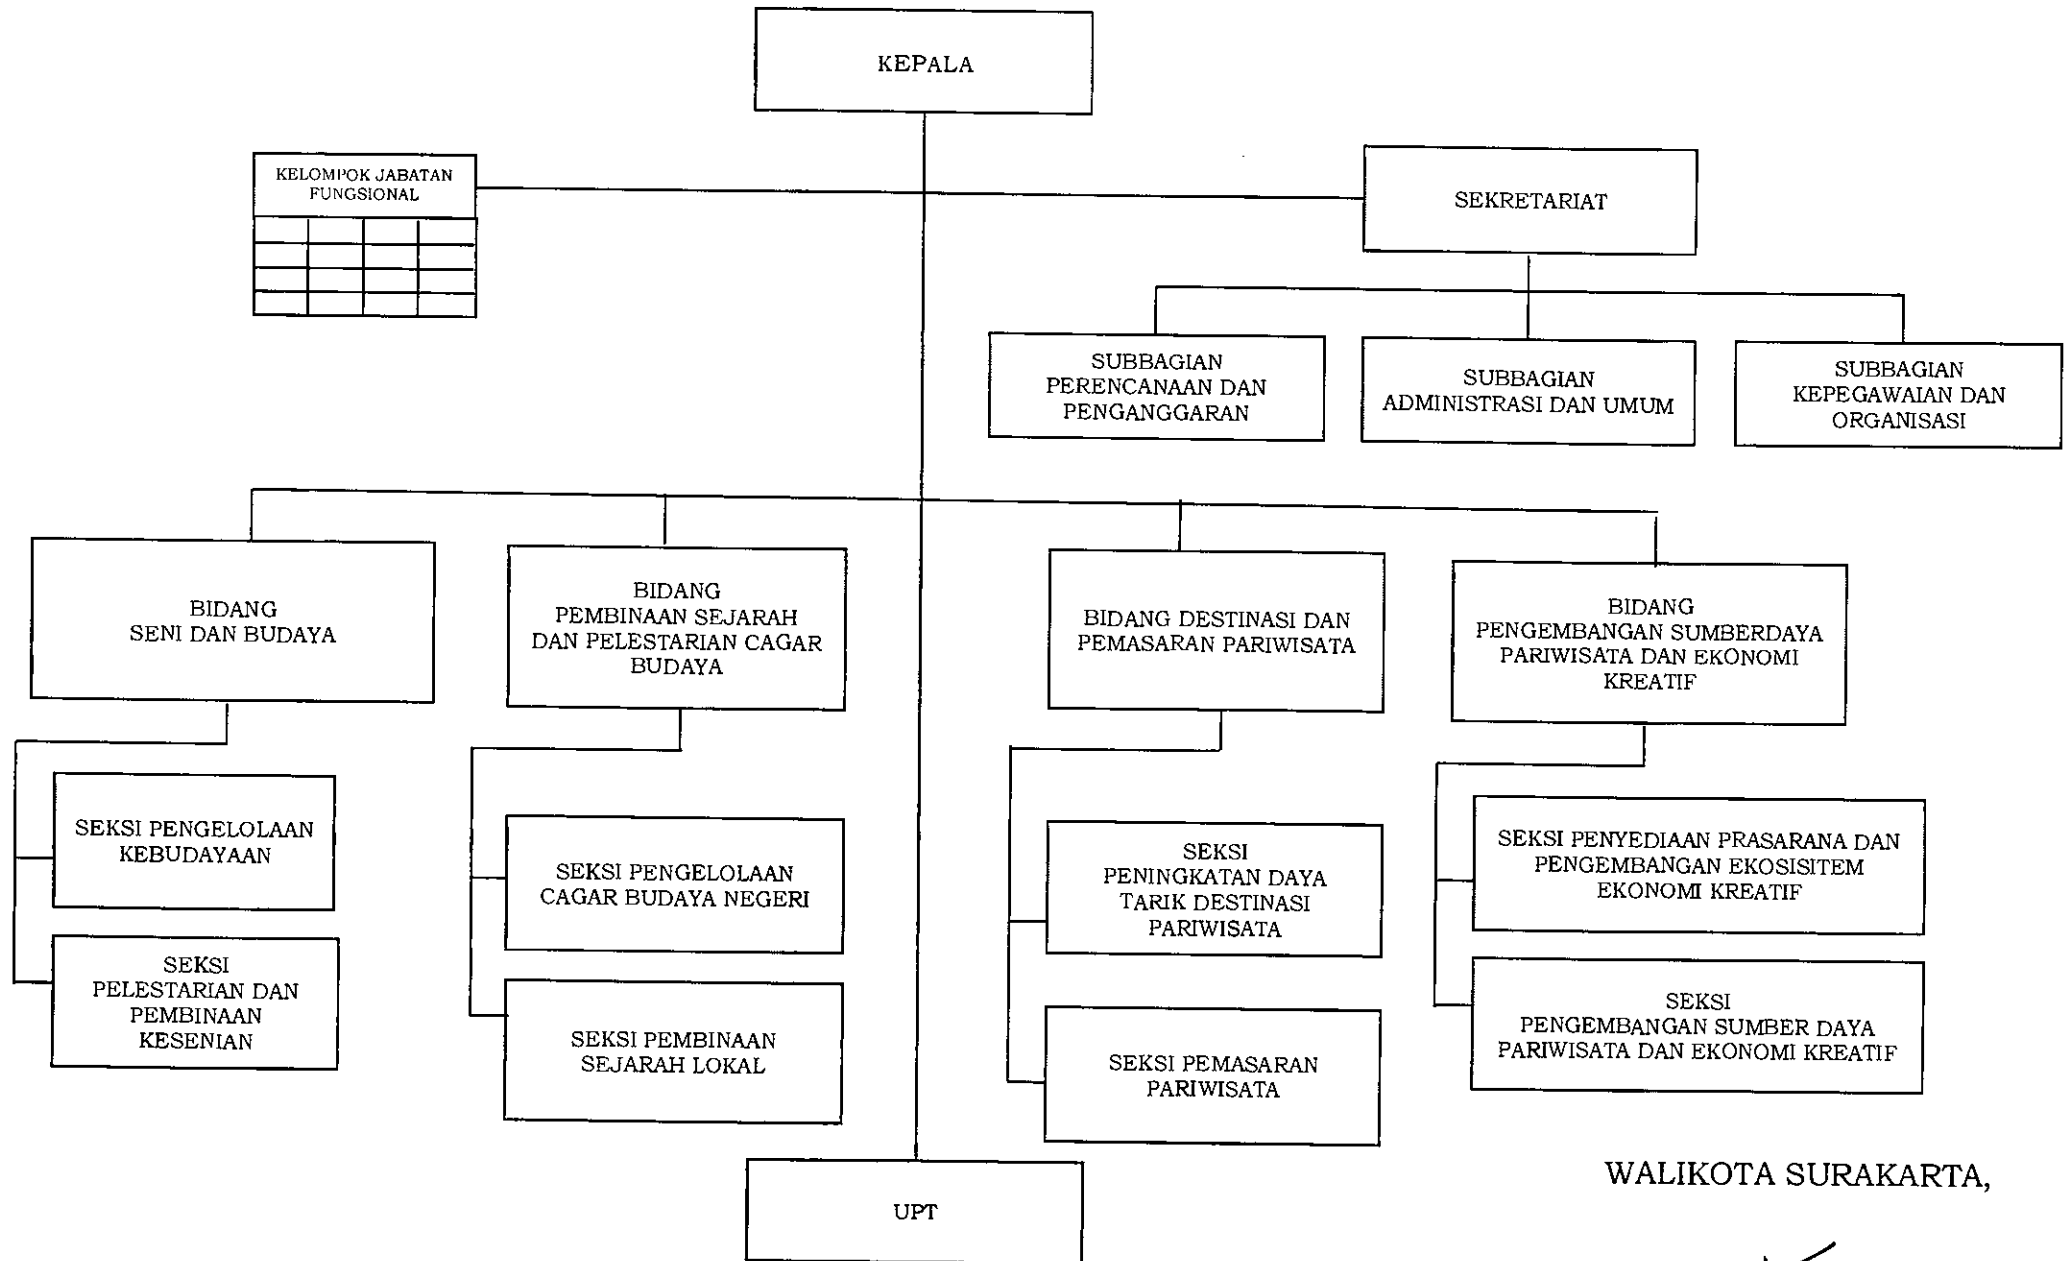 KEPALA
KELOMPOK JABATAN
FUNGSIONAL
SEKRETARIAT
SUBBAGIAN
PERENCANAAN DAN
PENGANGGARAN
SUBBAGIAN
ADMINISTRASI DAN UMUM
SUBBAGIAN
KEPEGAWAIAN DAN
ORGANISASI
BIDANG
SENI DAN BUDAYA
BIDANG
PEMBINAAN SEJARAH
DAN PELESTARIAN CAGAR
BUDAYA
BIDANG DESTINASI DAN
PEMASARAN PARIWISATA
BIDANG
PENGEMBANGAN SUMBERDAYA
PARIWISATA DAN EKONOMI
KREATIF
SEKSI PENGELOLAAN
KEBUDAYAAN
SEKSI PENGELOLAAN
CAGAR BUDAYA NEGERI
SEKSI
PENINGKATAN DAYA
TARIK DESTINASI
PARIWISATA
SEKSI PENYEDIAAN PRASARANA DAN
PENGEMBANGAN EKOSISITEM
EKONOMI KREATIF
SEKSI
PELESTARIAN DAN
PEMBINAAN
KESENIAN
SEKSI PEMBINAAN
SEJARAH LOKAL
SEKSI PEMASARAN
PARIWISATA
SEKSI
PENGEMBANGAN SUMBER DAYA
PARIWISATA DAN EKONOMI KREATIF
UPT
WALIKOTA SURAKARTA,